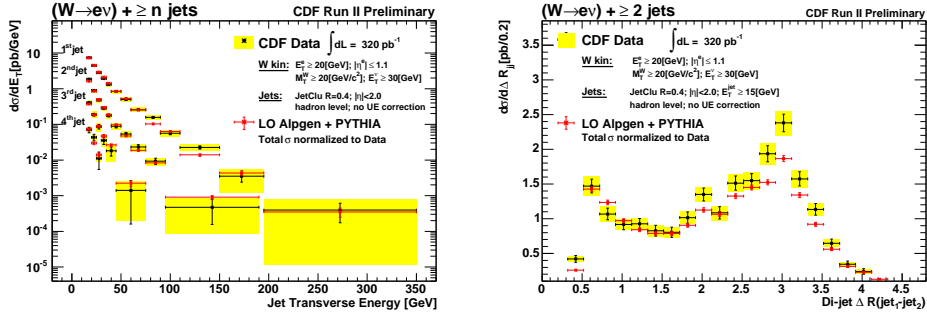 (W→eν) + ≥ n jets
CDF Run II Preliminary
dσ/dE_T[pb/GeV]
10
1
10^-1
10^-2
10^-3
10^-4
10^-5
1st jet
2nd jet
3rd jet
4th jet
CDF Data ∫dL = 320 pb^-1
W kin: E_T^e ≥ 20[GeV]; |η^e| ≤ 1.1
M_T^W ≥ 20[GeV/c²]; E_T^ν ≥ 30[GeV]
Jets: JetClu R=0.4; |η|<2.0
hadron level; no UE correction
LO Alpgen + PYTHIA
Total σ normalized to Data
0 50 100 150 200 250 300 350
Jet Transverse Energy [GeV]
(W→eν) + ≥ 2 jets
CDF Run II Preliminary
dσ/dΔ R_jj[pb/0.2]
3.5
3
2.5
2
1.5
1
0.5
CDF Data ∫dL = 320 pb^-1
W kin: E_T^e ≥ 20[GeV]; |η^e| ≤ 1.1
M_T^W ≥ 20[GeV/c²]; E_T^ν ≥ 30[GeV]
Jets: JetClu R=0.4; |η|<2.0; E_T^jet ≥ 15[GeV]
hadron level; no UE correction
LO Alpgen + PYTHIA
Total σ normalized to Data
0 0.5 1 1.5 2 2.5 3 3.5 4 4.5
Di-jet Δ R(jet_1-jet_2)